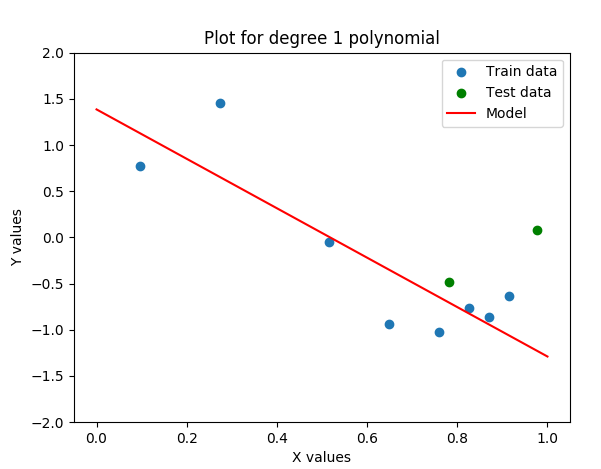 Plot for degree 1 polynomial
Train data
Test data
Model
2.0
1.5
1.0
0.5
0.0
−0.5
−1.0
−1.5
−2.0
Y values
0.0 0.2 0.4 0.6 0.8 1.0
X values